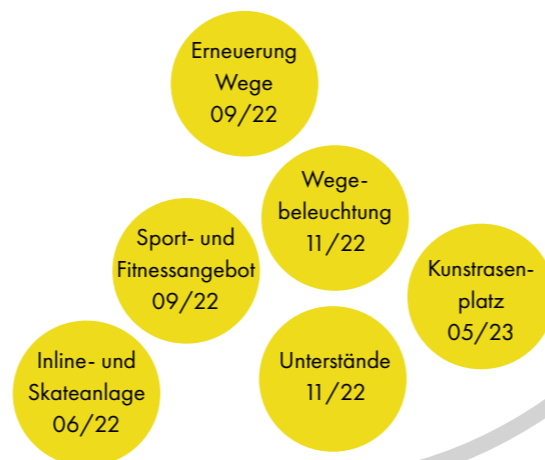 Erneuerung
Wege
09/22
Wege-
beleuchtung
11/22
Sport- und
Fitnessangebot
09/22
Kunstrasen-
platz
05/23
Inline- und
Skateanlage
06/22
Unterstände
11/22